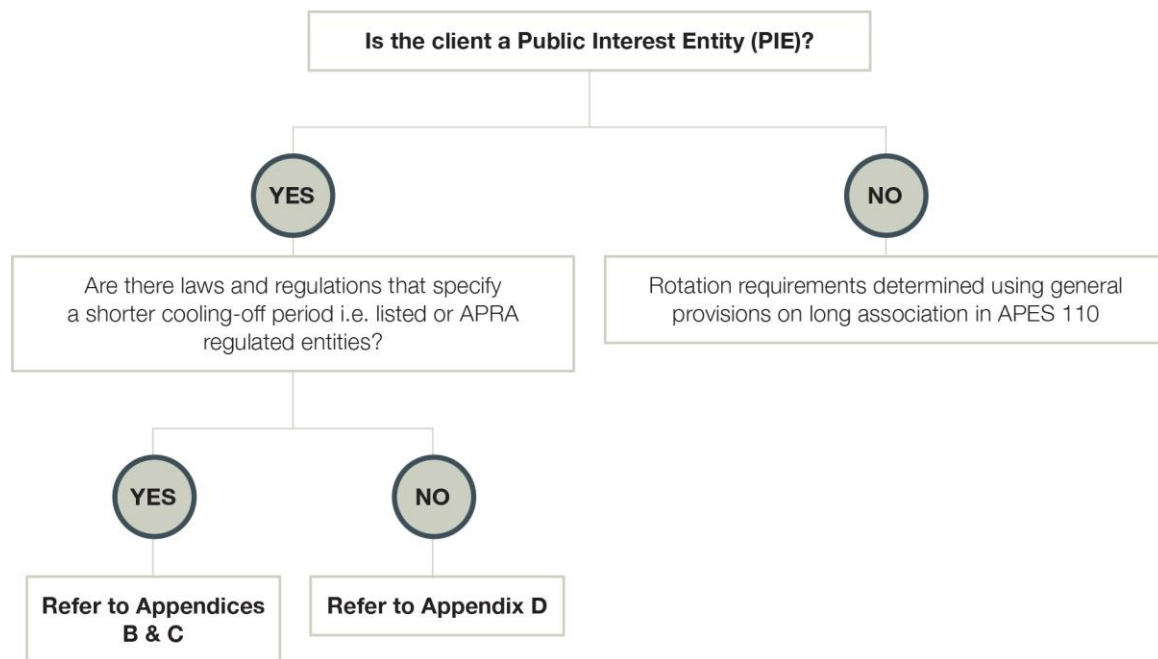 Is the client a Public Interest Entity (PIE)?
YES
NO
Are there laws and regulations that specify
a shorter cooling-off period i.e. listed or APRA
regulated entities?
Rotation requirements determined using general
provisions on long association in APES 110
YES
NO
Refer to Appendices
B & C
Refer to Appendix D